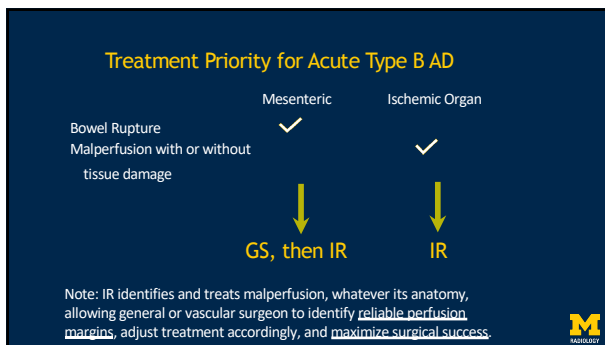 Treatment Priority for Acute Type B AD
Mesenteric Ischemic Organ
Bowel Rupture
Malperfusion with or without
tissue damage
GS, then IR IR
Note: IR identifies and treats malperfusion, whatever its anatomy,
allowing general or vascular surgeon to identify reliable perfusion
margins, adjust treatment accordingly, and maximize surgical success.
M
RADIOLOGY